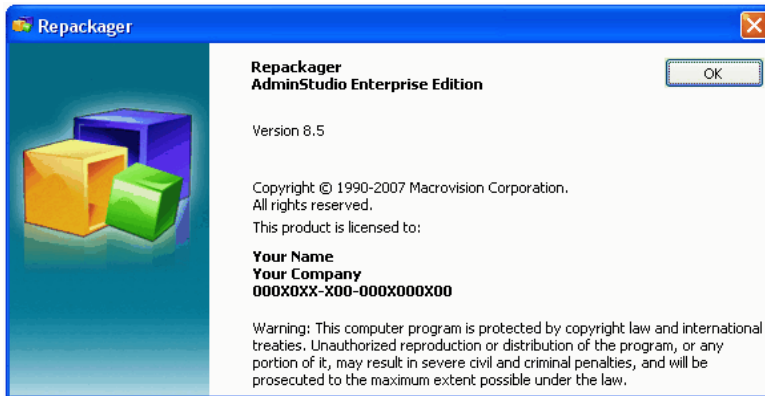 Repackager
Repackager
AdminStudio Enterprise Edition
OK
Version 8.5
Copyright © 1990-2007 Macrovision Corporation.
All rights reserved.
This product is licensed to:
Your Name
Your Company
000X0XX-X00-000X000X00
Warning: This computer program is protected by copyright law and international
treaties. Unauthorized reproduction or distribution of the program, or any
portion of it, may result in severe civil and criminal penalties, and will be
prosecuted to the maximum extent possible under the law.